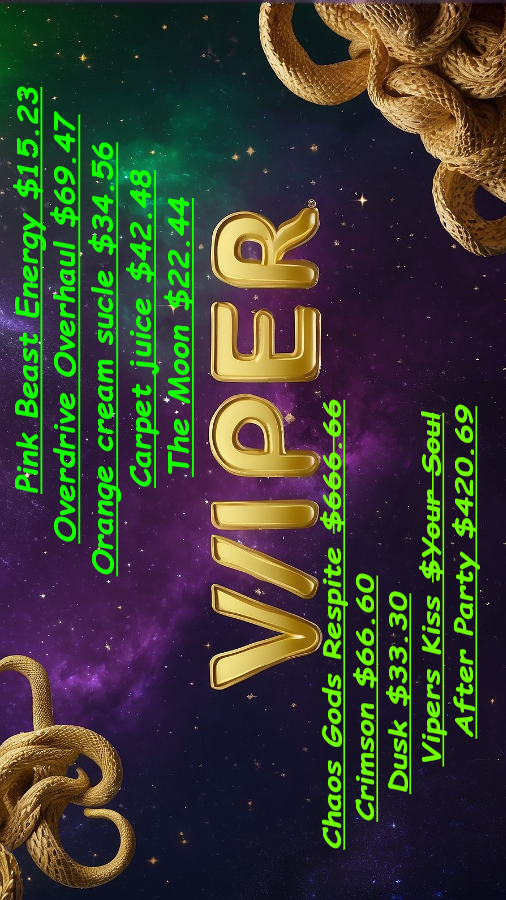 Pink Beast Energy $15.23
Overdrive Overhaul $69.47
Orange cream sucle $34.56
Carpet juice $42.48
The Moon $22.44
VIPER
Chaos Gods Respite $666.66
Crimson $66.60
Dusk $33.30
Vipers Kiss $Your Soul
After Party $420.69